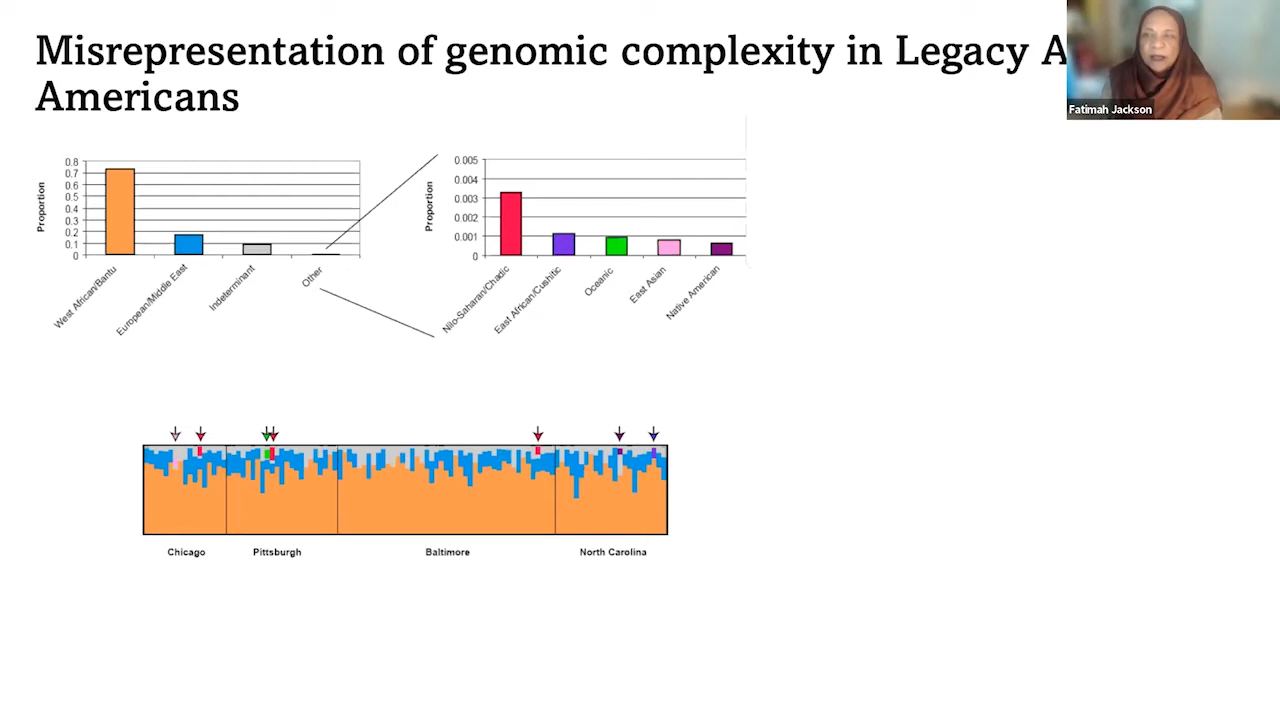 Misrepresentation of genomic complexity in Legacy A
Americans
Fatimah Jackson
Proportion
0.8
0.7
0.6
0.5
0.4
0.3
0.2
0.1
0
West African/Bantu
European/Middle East
Indeterminant
Other
Proportion
0.005
0.004
0.003
0.002
0.001
0
Nilo-Saharan/Chadic
East African/Cushitic
Oceanic
East Asian
Native American
Chicago
Pittsburgh
Baltimore
North Carolina